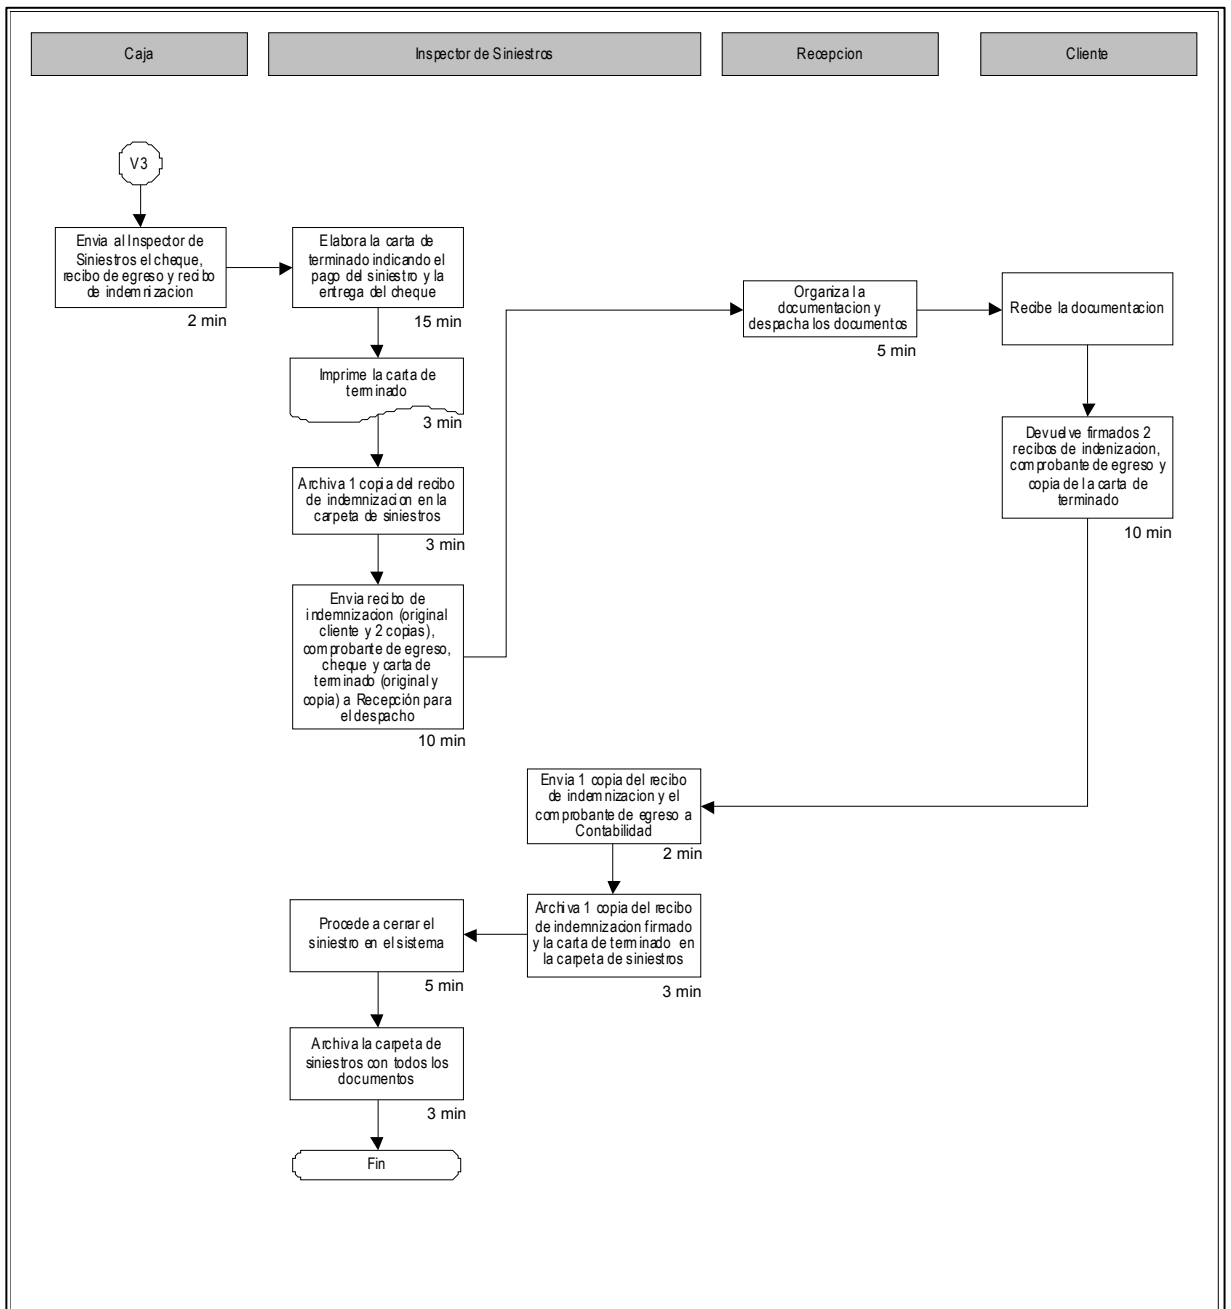 Caja
Inspector de Siniestros
Recepcion
Cliente
V3
Envia al Inspector de
Siniestros el cheque,
recibo de egreso y recibo
de indemnizacion
2 min
Elabora la carta de
terminado indicando el
pago del siniestro y la
entrega del cheque
15 min
Imprime la carta de
terminado
3 min
Archiva 1 copia del recibo
de indemnizacion en la
carpeta de siniestros
3 min
Envia recibo de
indemnizacion (original
cliente y 2 copias),
comprobante de egreso,
cheque y carta de
terminado (original y
copia) a Recepción para
el despacho
10 min
Organiza la
documentacion y
despacha los documentos
5 min
Recibe la documentacion
Devuelve firmados 2
recibos de indenizacion,
comprobante de egreso y
copia de la carta de
terminado
10 min
Envia 1 copia del recibo
de indemnizacion y el
comprobante de egreso a
Contabilidad
2 min
Archiva 1 copia del recibo
de indemnizacion firmado
y la carta de terminado en
la carpeta de siniestros
3 min
Procede a cerrar el
siniestro en el sistema
5 min
Archiva la carpeta de
siniestros con todos los
documentos
3 min
Fin